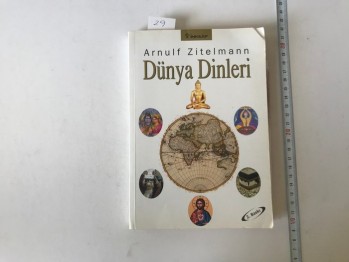 29
Arnulf Zitelmann
Dünya Dinleri